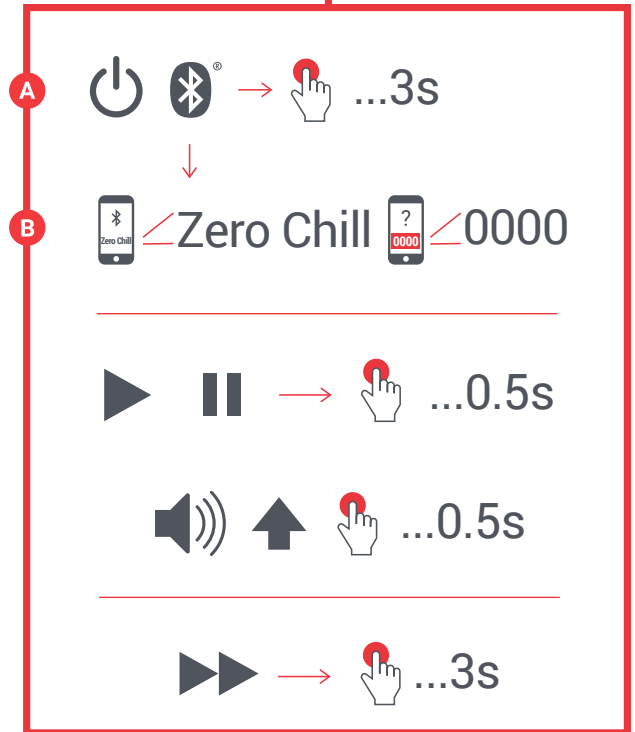 A ® ...3s
B Zero Chill Zero Chill ? 0000 0000
...0.5s
...0.5s
...3s